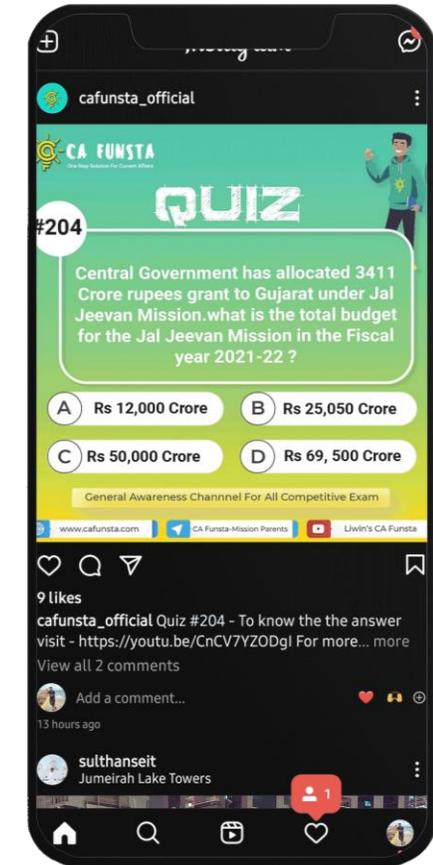 cafunsta_official
CA FUNSTA
One Stop Solution For Current Affairs
QUIZ
#204
Central Government has allocated 3411
Crore rupees grant to Gujarat under Jal
Jeevan Mission.what is the total budget
for the Jal Jeevan Mission in the Fiscal
year 2021-22 ?
A Rs 12,000 Crore
B Rs 25,050 Crore
C Rs 50,000 Crore
D Rs 69, 500 Crore
General Awareness Channnel For All Competitive Exam
www.cafunsta.com
CA Funsta-Mission Parents
Liwin's CA Funsta
9 likes
cafunsta_official Quiz #204 - To know the the answer
visit - https://youtu.be/CnCV7YZODgI For more... more
View all 2 comments
Add a comment...
13 hours ago
sulthanseit
Jumeirah Lake Towers
1